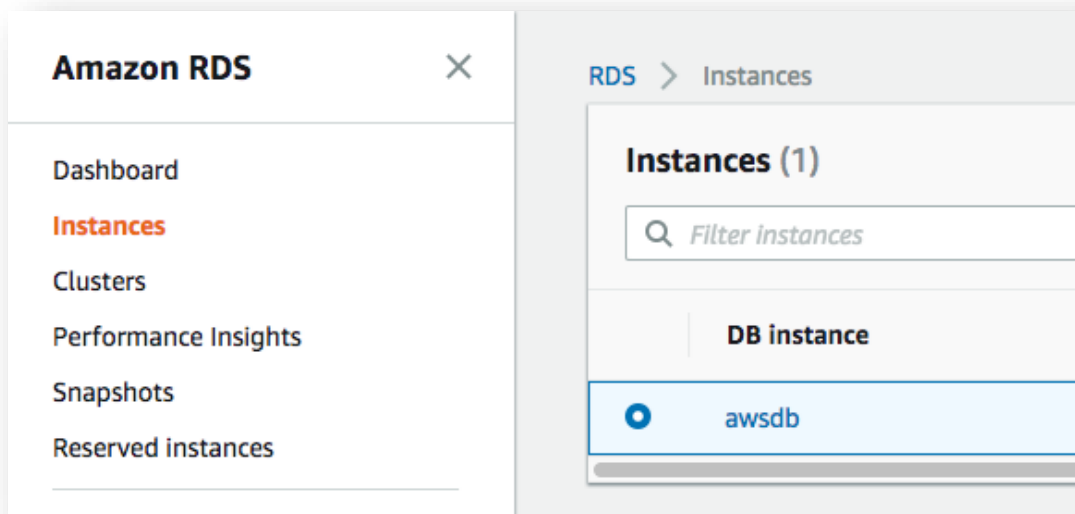 Amazon RDS
Dashboard
Instances
Clusters
Performance Insights
Snapshots
Reserved instances
RDS > Instances
Instances (1)
Filter instances
DB instance
awsdb